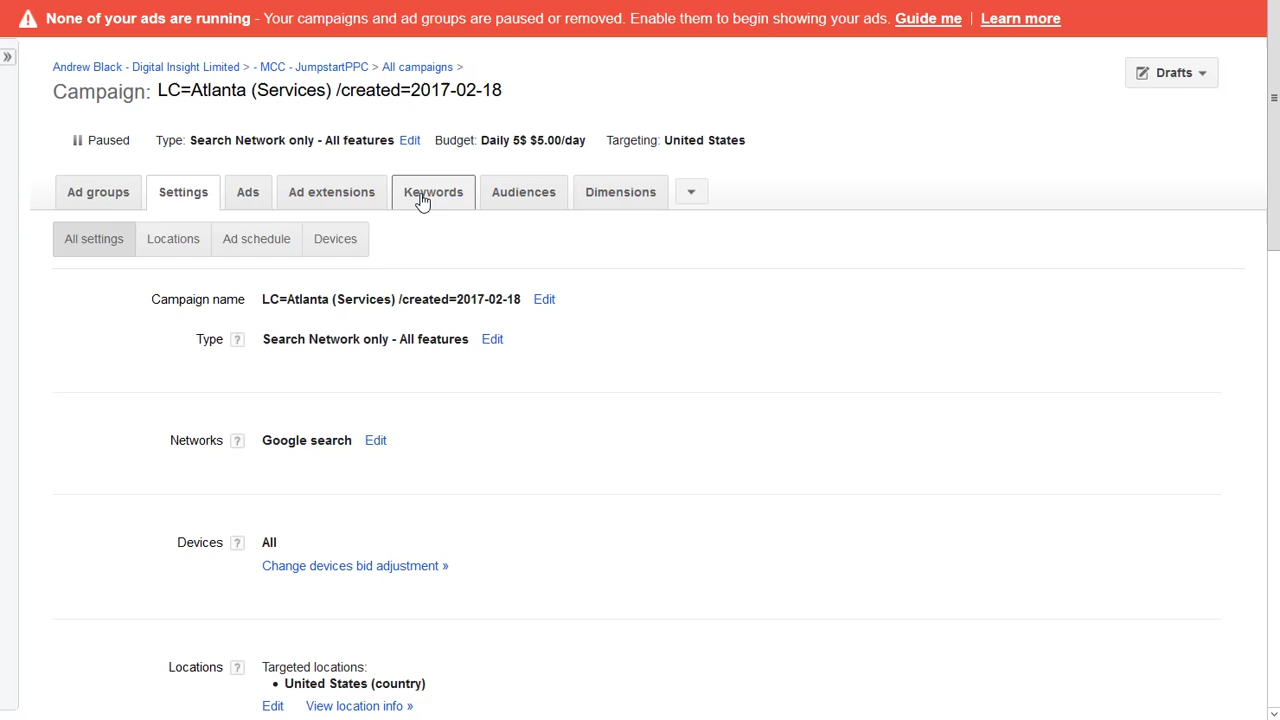 None of your ads are running - Your campaigns and ad groups are paused or removed. Enable them to begin showing your ads. Guide me | Learn more
»
Andrew Black - Digital Insight Limited > - MCC - JumpstartPPC > All campaigns >
Drafts
Campaign: LC=Atlanta (Services) /created=2017-02-18
Paused Type: Search Network only - All features Edit Budget: Daily 5$ $5.00/day Targeting: United States
Ad groups Settings Ads Ad extensions Keywords Audiences Dimensions
All settings Locations Ad schedule Devices
Campaign name LC=Atlanta (Services) /created=2017-02-18 Edit
Type ? Search Network only - All features Edit
Networks ? Google search Edit
Devices ? All
Change devices bid adjustment »
Locations ? Targeted locations:
• United States (country)
Edit View location info »